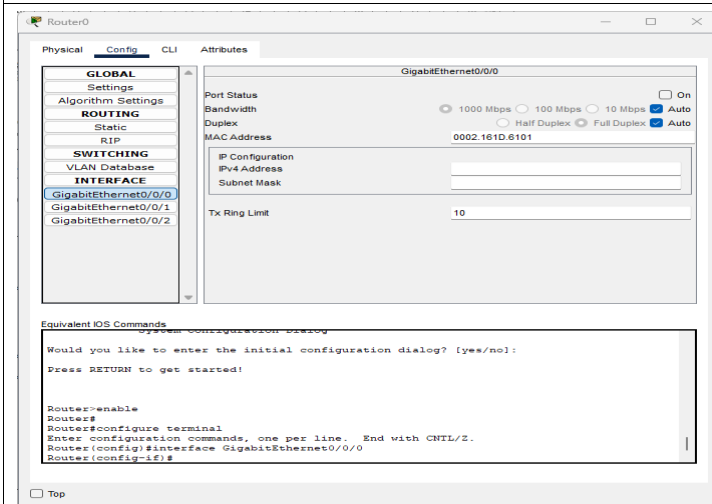 Router0
Physical Config CLI Attributes
GLOBAL
Settings
Algorithm Settings
ROUTING
Static
RIP
SWITCHING
VLAN Database
INTERFACE
GigabitEthernet0/0/0
GigabitEthernet0/0/1
GigabitEthernet0/0/2
GigabitEthernet0/0/0
Port Status On
Bandwidth 1000 Mbps 100 Mbps 10 Mbps Auto
Duplex Half Duplex Full Duplex Auto
MAC Address 0002.161D.6101
IP Configuration
IPv4 Address
Subnet Mask
Tx Ring Limit 10
Equivalent IOS Commands
System Configuration Dialog
Would you like to enter the initial configuration dialog? [yes/no]:
Press RETURN to get started!
Router>enable
Router#
Router#configure terminal
Enter configuration commands, one per line. End with CNTL/Z.
Router(config)#interface GigabitEthernet0/0/0
Router(config-if)#
Top